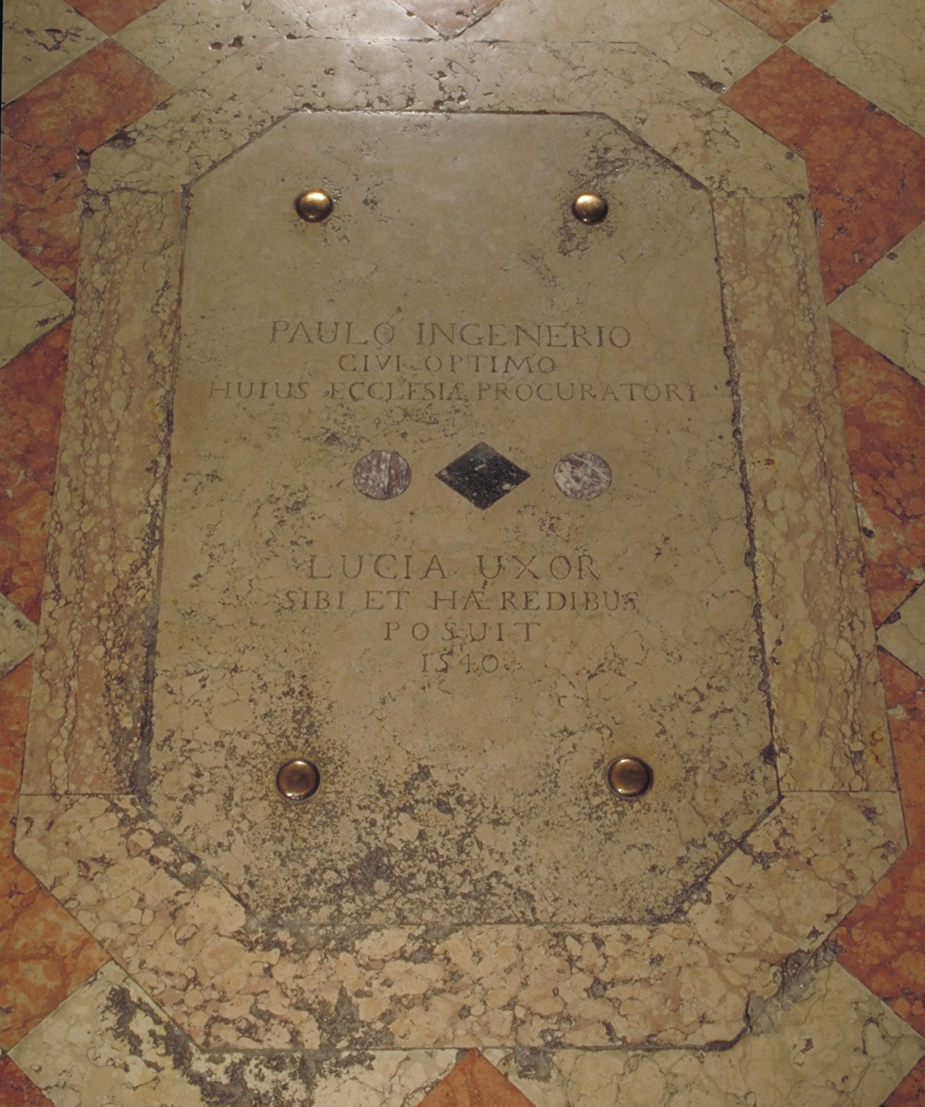 PAULO INGENERIO
CIVI OPTIMO
HUIUS ECCLESIÆ PROCURATORI
LUCIA UXOR
SIBI ET HÆREDIBUS
POSUIT
1540